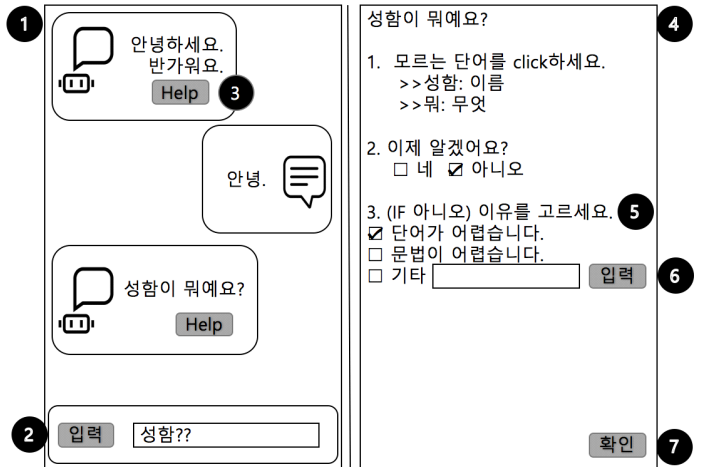 1
안녕하세요.
반가워요.
Help
3
안녕.
성함이 뭐예요?
Help
2
입력
성함??
성함이 뭐예요?
4
1. 모르는 단어를 click하세요.
>>성함: 이름
>>뭐: 무엇
2. 이제 알겠어요?
□ 네 ☑ 아니오
3. (IF 아니오) 이유를 고르세요.
5
☑ 단어가 어렵습니다.
□ 문법이 어렵습니다.
□ 기타
입력
6
확인
7